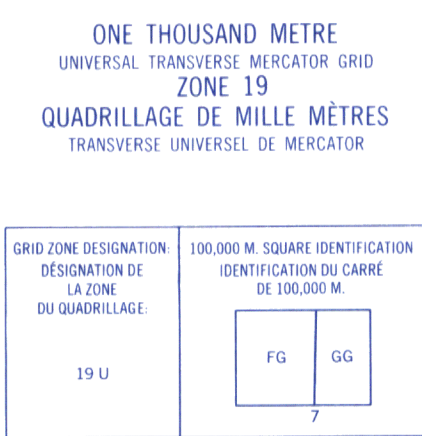 ONE THOUSAND METRE
UNIVERSAL TRANSVERSE MERCATOR GRID
ZONE 19
QUADRILLAGE DE MILLE MÈTRES
TRANSVERSE UNIVERSEL DE MERCATOR
GRID ZONE DESIGNATION:
DÉSIGNATION DE
LA ZONE
DU QUADRILLAGE:
19 U
100,000 M. SQUARE IDENTIFICATION
IDENTIFICATION DU CARRÉ
DE 100,000 M.
FG GG
7